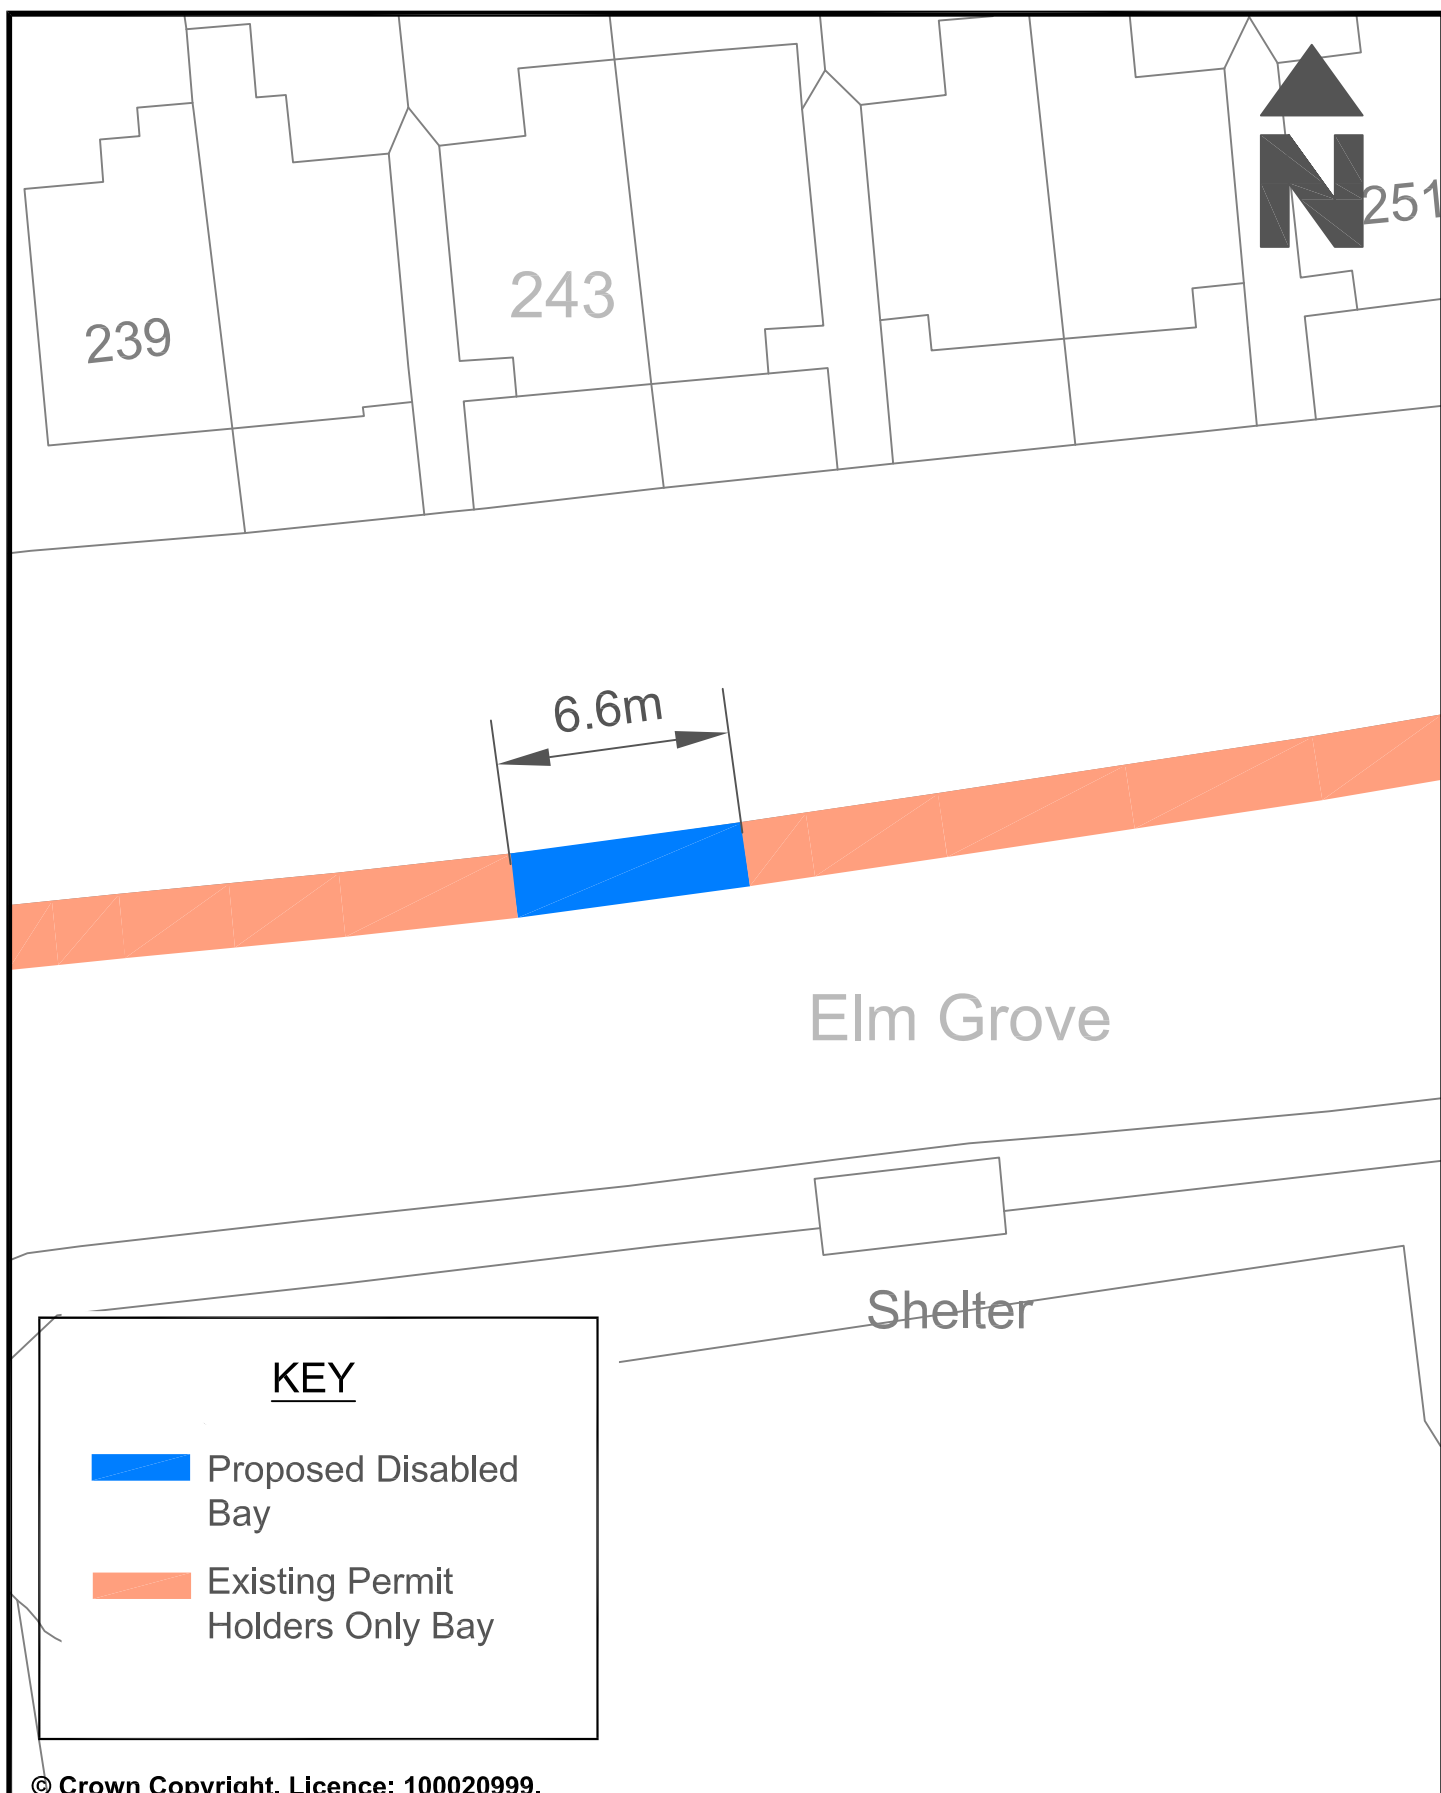 N
251
243
239
6.6m
Elm Grove
Shelter
KEY
Proposed Disabled
Bay
Existing Permit
Holders Only Bay
© Crown Copyright. Licence: 100020999.